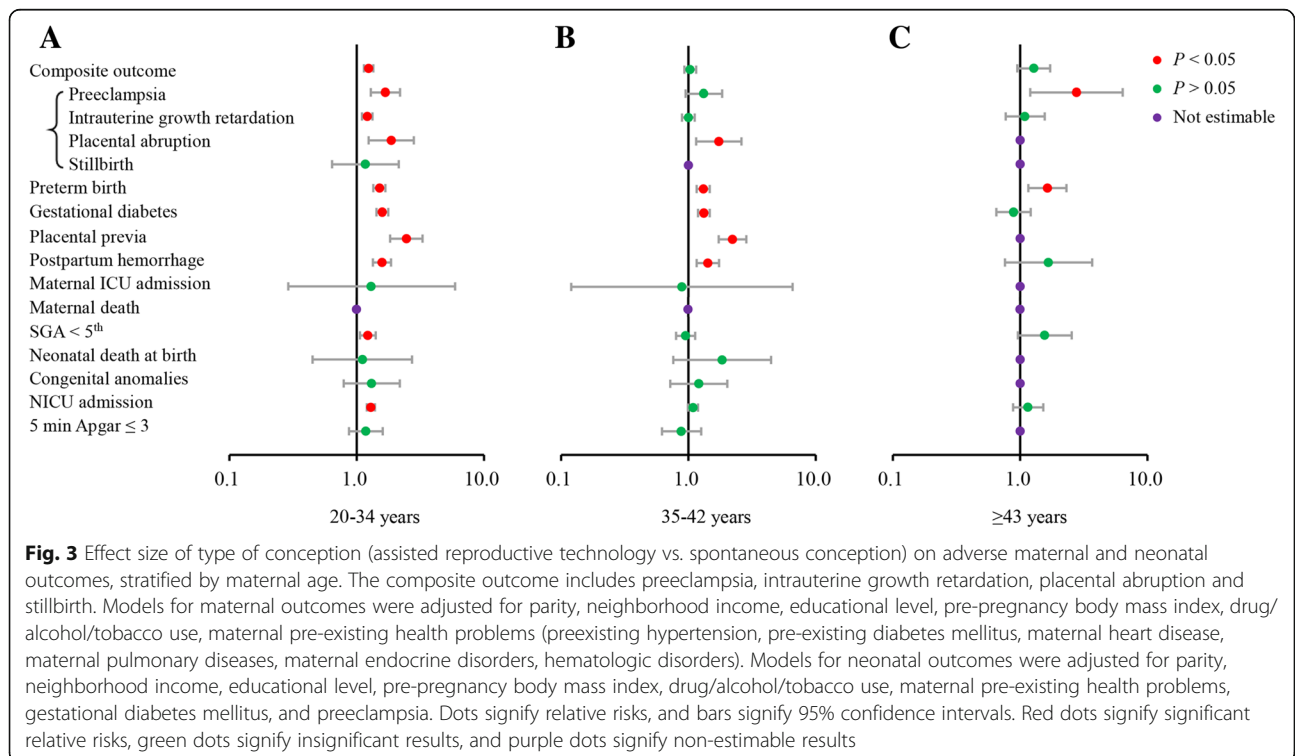 A
B
C
Composite outcome
Preeclampsia
Intrauterine growth retardation
Placental abruption
Stillbirth
Preterm birth
Gestational diabetes
Placental previa
Postpartum hemorrhage
Maternal ICU admission
Maternal death
SGA < 5th
Neonatal death at birth
Congenital anomalies
NICU admission
5 min Apgar ≤ 3
P < 0.05
P > 0.05
Not estimable
0.1 1.0 10.0
20-34 years
0.1 1.0 10.0
35-42 years
0.1 1.0 10.0
≥43 years
Fig. 3 Effect size of type of conception (assisted reproductive technology vs. spontaneous conception) on adverse maternal and neonatal
outcomes, stratified by maternal age. The composite outcome includes preeclampsia, intrauterine growth retardation, placental abruption and
stillbirth. Models for maternal outcomes were adjusted for parity, neighborhood income, educational level, pre-pregnancy body mass index, drug/
alcohol/tobacco use, maternal pre-existing health problems (preexisting hypertension, pre-existing diabetes mellitus, maternal heart disease,
maternal pulmonary diseases, maternal endocrine disorders, hematologic disorders). Models for neonatal outcomes were adjusted for parity,
neighborhood income, educational level, pre-pregnancy body mass index, drug/alcohol/tobacco use, maternal pre-existing health problems,
gestational diabetes mellitus, and preeclampsia. Dots signify relative risks, and bars signify 95% confidence intervals. Red dots signify significant
relative risks, green dots signify insignificant results, and purple dots signify non-estimable results